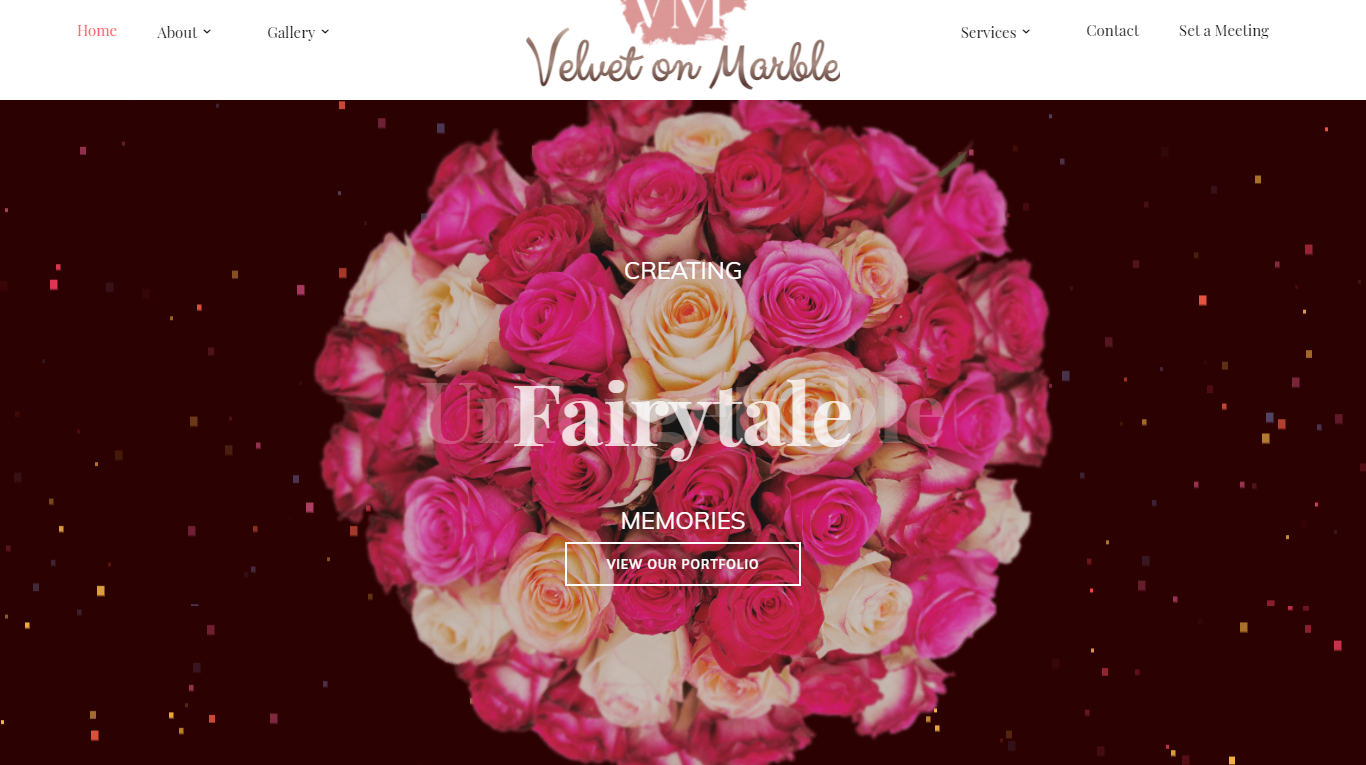 Home
About
Gallery
VM
Velvet on Marble
Services
Contact
Set a Meeting
CREATING
Fairytale
MEMORIES
VIEW OUR PORTFOLIO